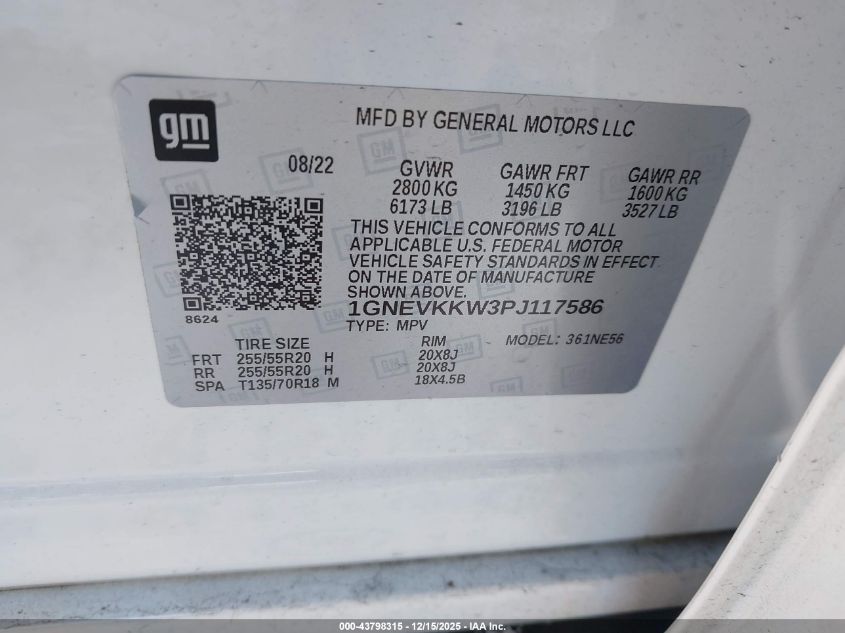 gm
MFD BY GENERAL MOTORS LLC
08/22
GVWR
2800 KG
6173 LB
GAWR FRT
1450 KG
3196 LB
GAWR RR
1600 KG
3527 LB
THIS VEHICLE CONFORMS TO ALL
APPLICABLE U.S. FEDERAL MOTOR
VEHICLE SAFETY STANDARDS IN EFFECT
ON THE DATE OF MANUFACTURE
SHOWN ABOVE.
8624
1GNEVKKW3PJ117586
TYPE: MPV
MODEL: 361NE56
TIRE SIZE RIM
FRT 255/55R20 H 20X8J
RR 255/55R20 H 20X8J
SPA T135/70R18 M 18X4.5B
000-43798315 - 12/15/2025 - IAA Inc.